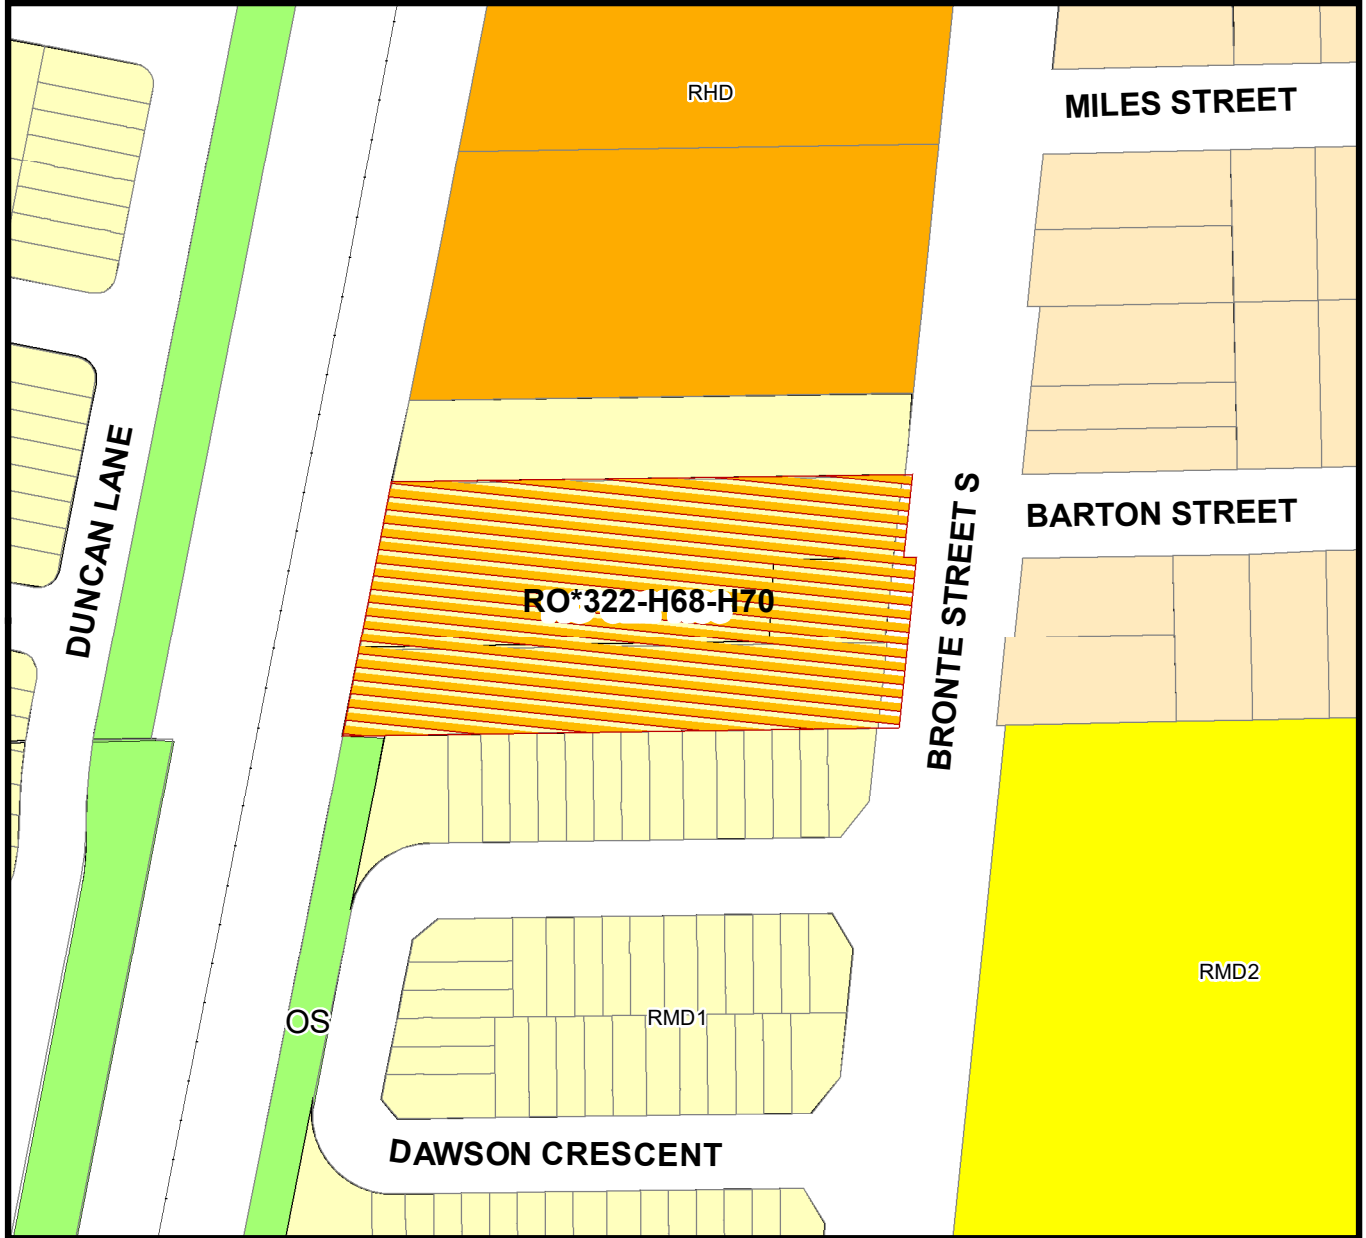 RHD
MILES STREET
DUNCAN LANE
BRONTE STREET S
BARTON STREET
RO*322-H68-H70
RMD2
OS
RMD1
DAWSON CRESCENT